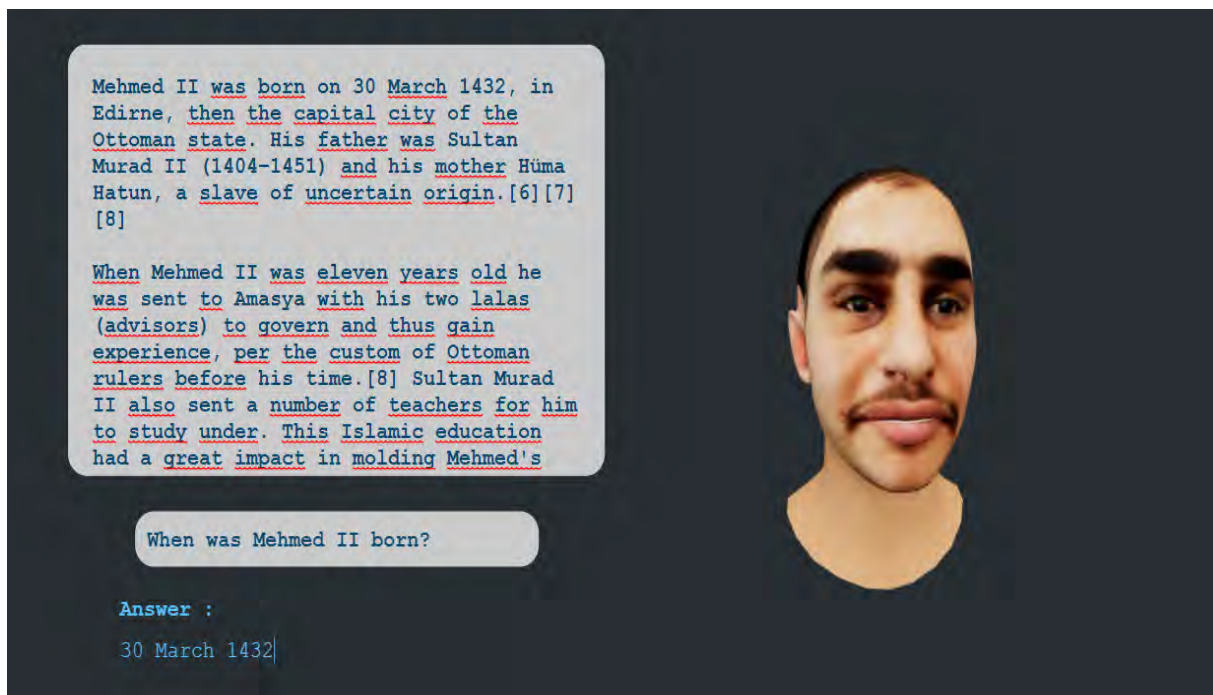 Mehmed II was born on 30 March 1432, in
Edirne, then the capital city of the
Ottoman state. His father was Sultan
Murad II (1404–1451) and his mother Hüma
Hatun, a slave of uncertain origin.[6][7]
[8]
When Mehmed II was eleven years old he
was sent to Amasya with his two lalas
(advisors) to govern and thus gain
experience, per the custom of Ottoman
rulers before his time.[8] Sultan Murad
II also sent a number of teachers for him
to study under. This Islamic education
had a great impact in molding Mehmed's
When was Mehmed II born?
Answer :
30 March 1432